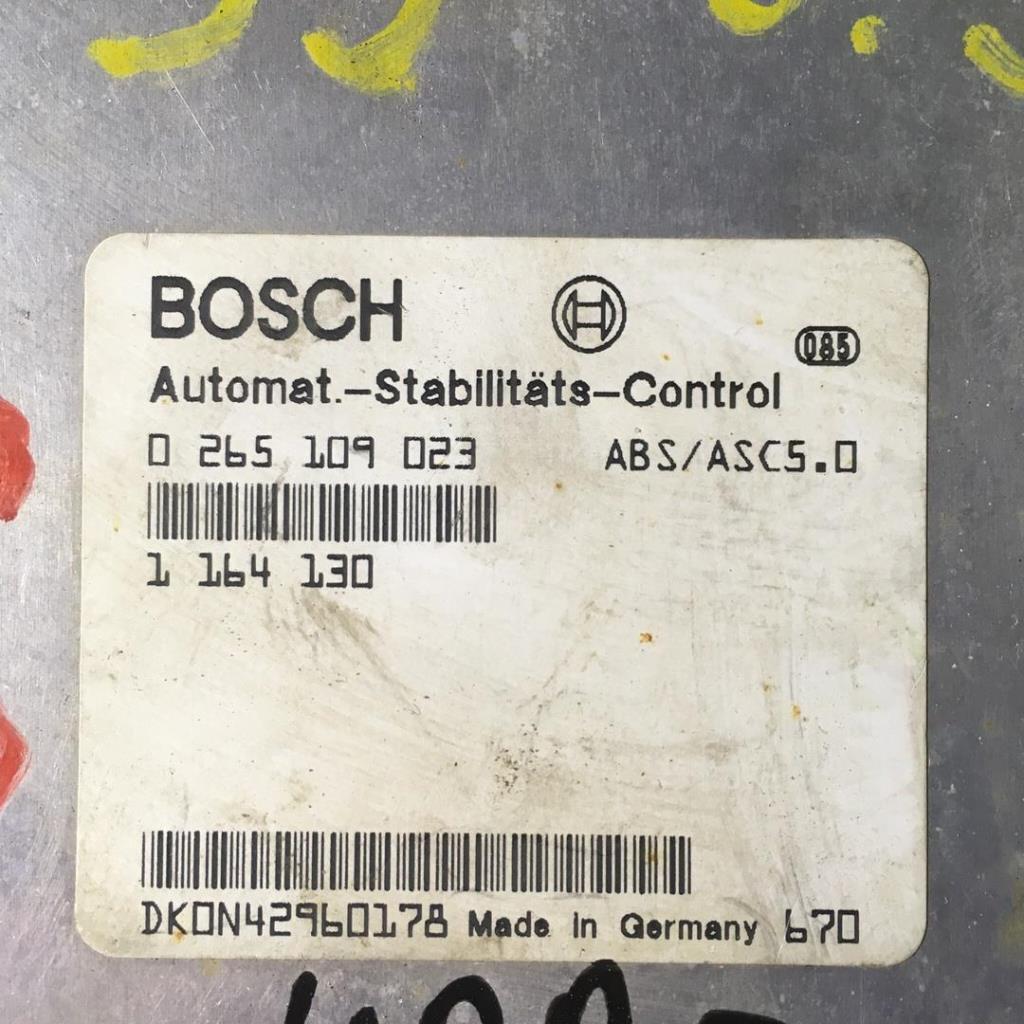 BOSCH
085
Automat.-Stabilitäts-Control
0 265 109 023 ABS/ASC5.0
1 164 130
DK0N42960178 Made in Germany 670